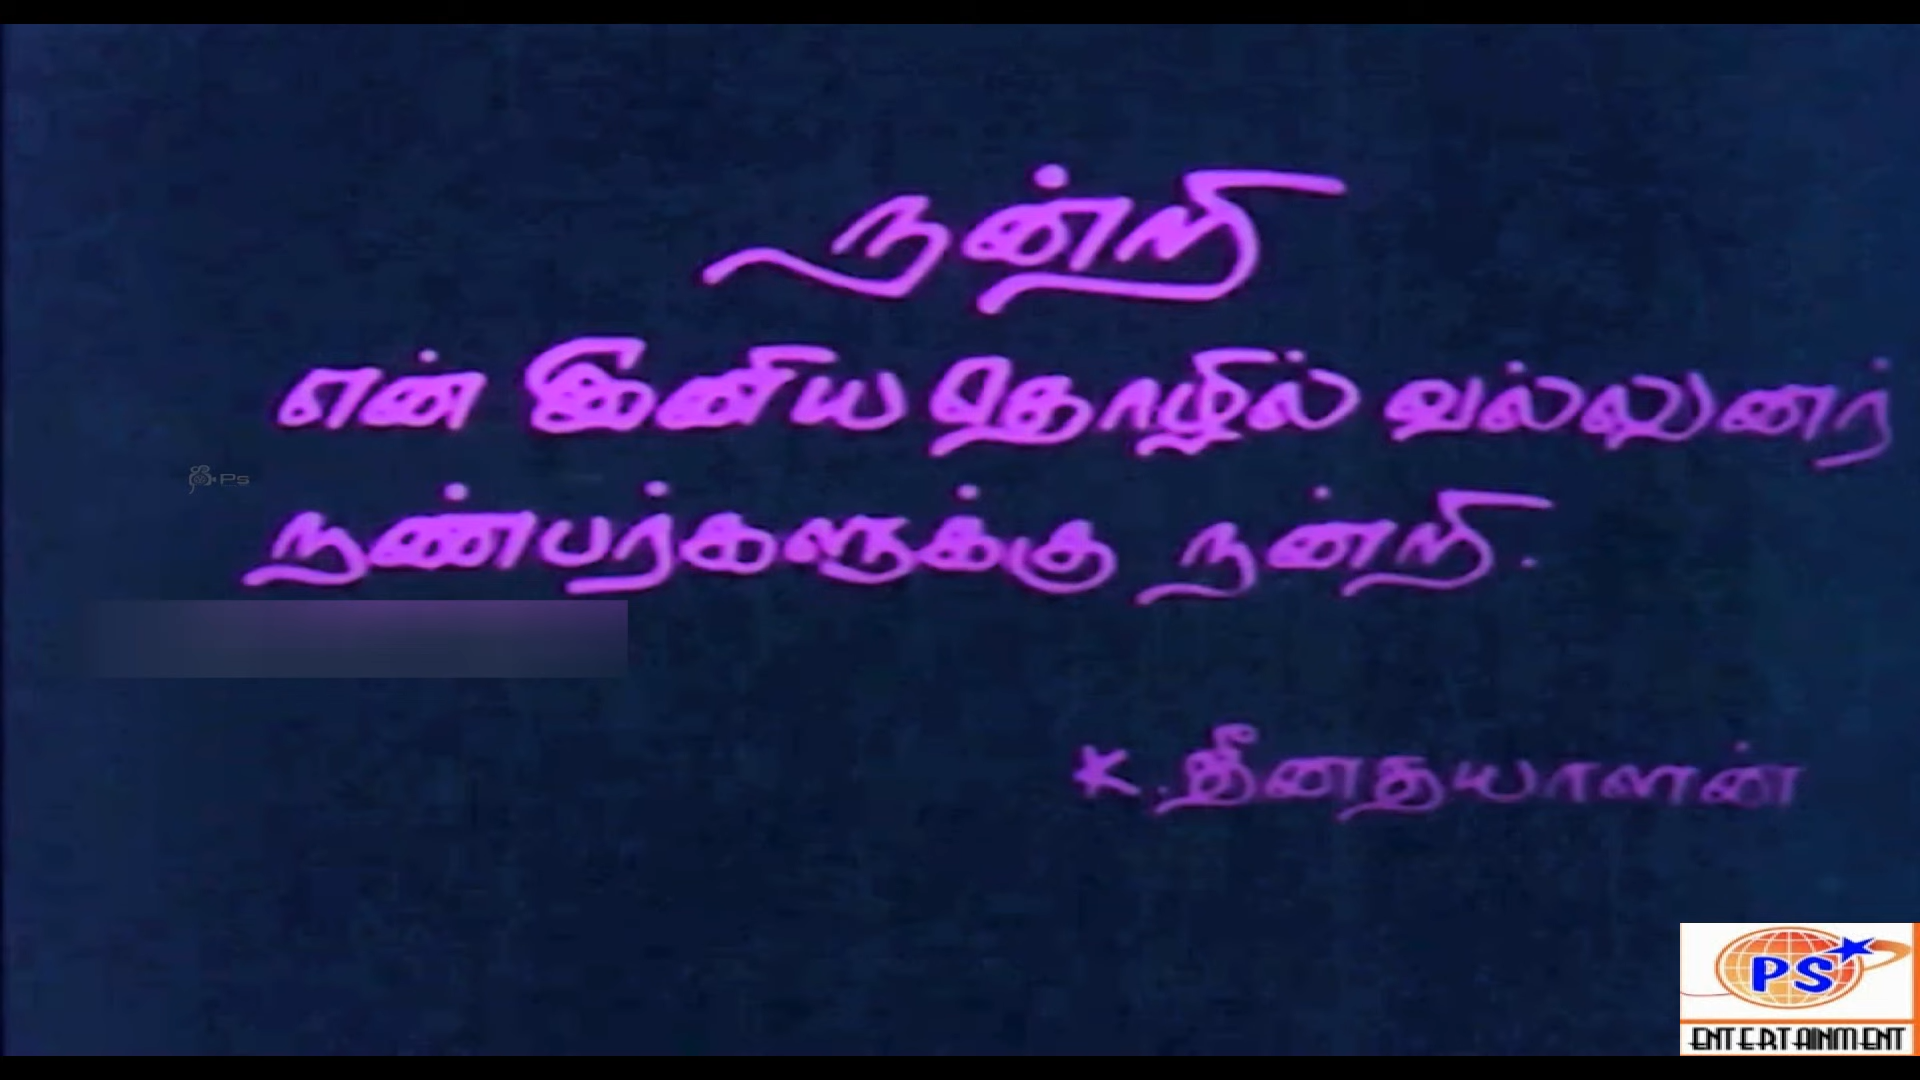 நன்றி
என் இனிய தொழில் வல்லுனர்
நண்பர்களுக்கு நன்றி.
K. தீனதயாளன்
PS
ENTERTAINMENT